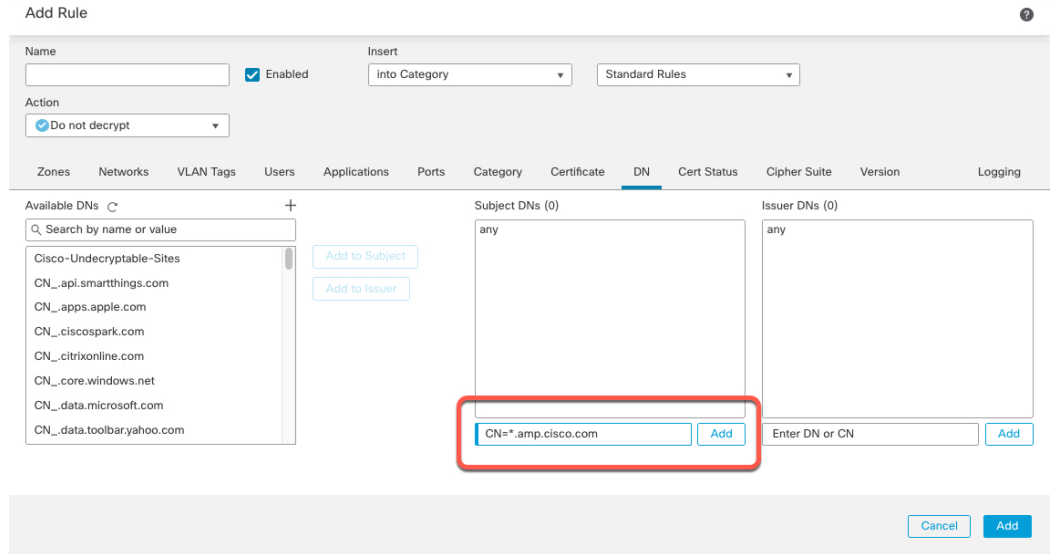 Add Rule
Name
Insert
Enabled
into Category
Standard Rules
Action
Do not decrypt
Zones Networks VLAN Tags Users Applications Ports Category Certificate DN Cert Status Cipher Suite Version Logging
Available DNs
Subject DNs (0)
Issuer DNs (0)
Search by name or value
any
any
Cisco-Undecryptable-Sites
Add to Subject
CN_.api.smartthings.com
Add to Issuer
CN_.apps.apple.com
CN_.ciscospark.com
CN_.citrixonline.com
CN_.core.windows.net
CN_.data.microsoft.com
CN_.data.toolbar.yahoo.com
CN=*.amp.cisco.com Add
Enter DN or CN Add
Cancel Add